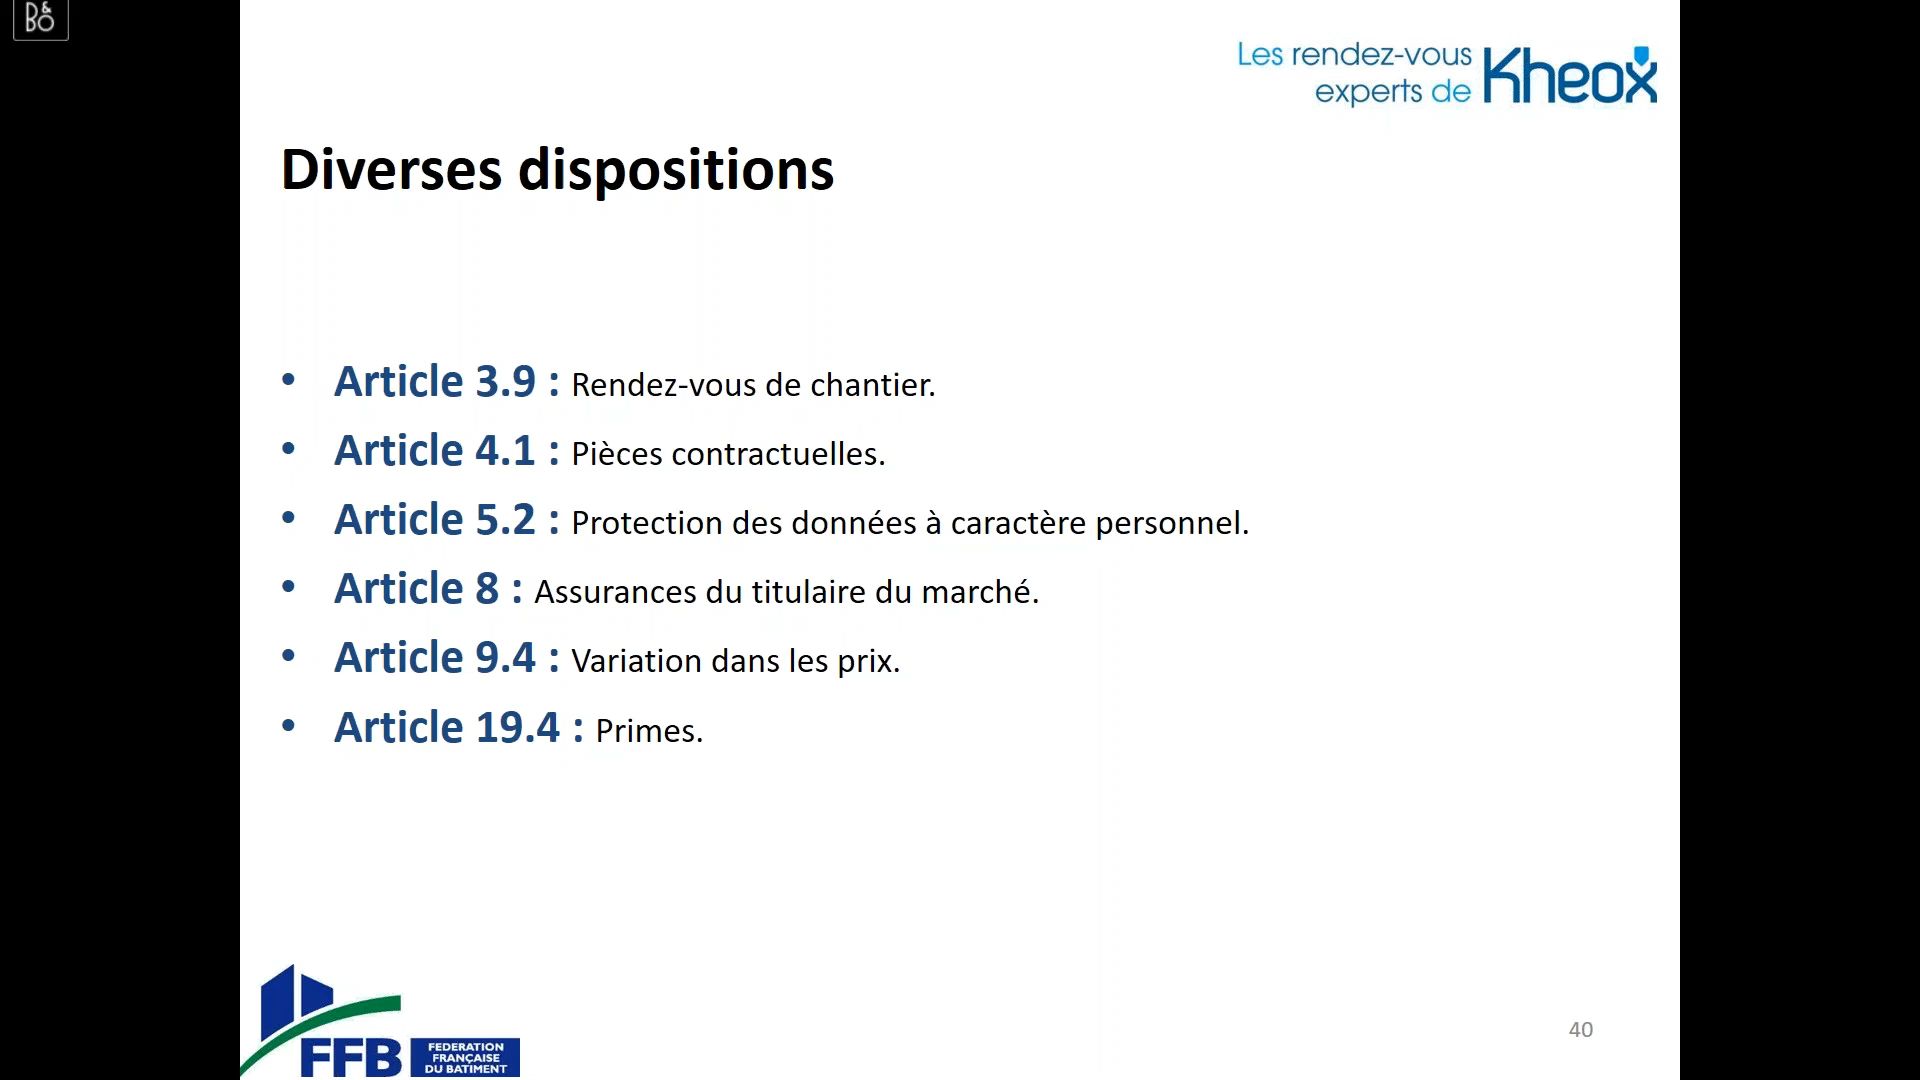 B&O
Les rendez-vous
experts de Kheox
Diverses dispositions
• Article 3.9 : Rendez-vous de chantier.
• Article 4.1 : Pièces contractuelles.
• Article 5.2 : Protection des données à caractère personnel.
• Article 8 : Assurances du titulaire du marché.
• Article 9.4 : Variation dans les prix.
• Article 19.4 : Primes.
FFB
FEDERATION
FRANÇAISE
DU BATIMENT
40